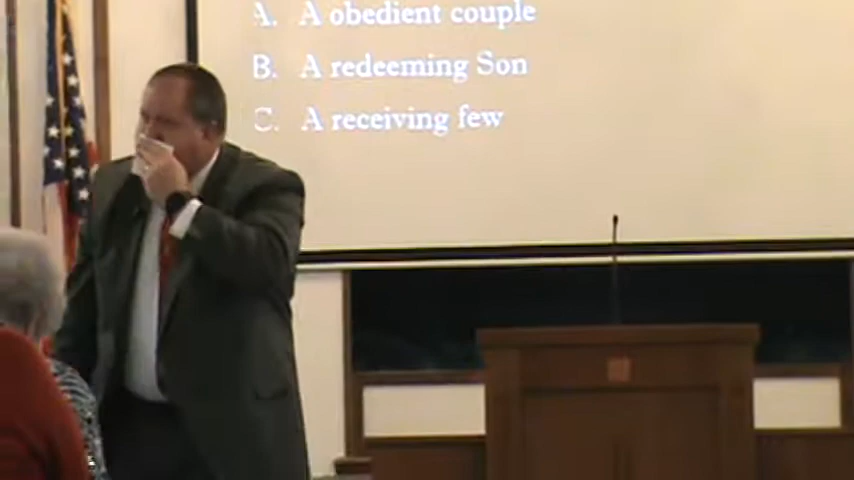 A. A obedient couple
B. A redeeming Son
C. A receiving few